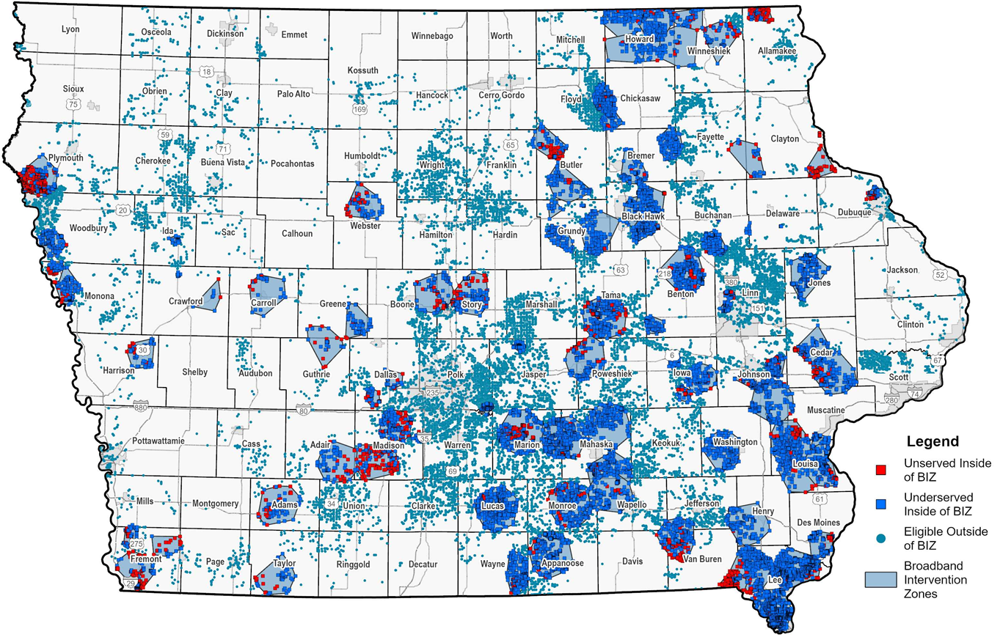 Lyon
Osceola
Dickinson
Emmet
Winnebago
Worth
Mitchell
Howard
Winneshiek
Allamakee
Kossuth
18
Sioux
75
Obrien
Clay
Palo Alto
Hancock
Cerro Gordo
Floyd
Chickasaw
169
59
71
65
Fayette
Clayton
Plymouth
Cherokee
Buena Vista
Pocahontas
Humboldt
Wright
Franklin
Butler
Bremer
20
Woodbury
Ida
Sac
Calhoun
Webster
Hamilton
Hardin
Grundy
Black Hawk
Buchanan
Delaware
Dubuque
63
218
380
Jackson
52
Monona
Crawford
Carroll
Greene
Boone
Story
Marshall
Tama
Benton
Linn
151
Jones
Clinton
30
Harrison
Shelby
Audubon
Guthrie
Dallas
Polk
Jasper
Poweshiek
6
Iowa
Johnson
Cedar
67
Scott
235
880
80
280
74
Muscatine
Pottawattamie
Cass
Adair
Madison
35
Warren
Marion
Mahaska
Keokuk
Washington
Louisa
69
Mills
Montgomery
Adams
34
Union
Clarke
Lucas
Monroe
Wapello
Jefferson
Henry
61
Des Moines
275
Fremont
29
Page
Taylor
Ringgold
Decatur
Wayne
Appanoose
Davis
Van Buren
Lee
Legend
Unserved Inside
of BIZ
Underserved
Inside of BIZ
Eligible Outside
of BIZ
Broadband
Intervention
Zones